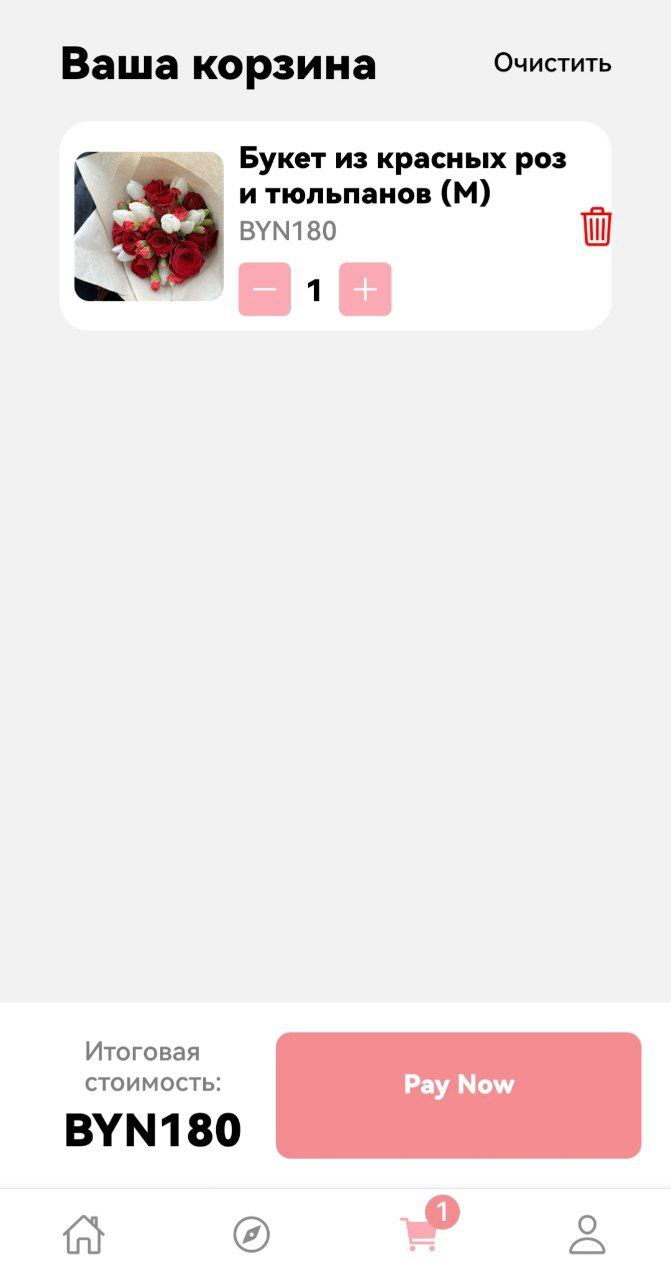 Ваша корзина
Очистить
Букет из красных роз
и тюльпанов (М)
BYN180
1
Итоговая
стоимость:
BYN180
Pay Now
1